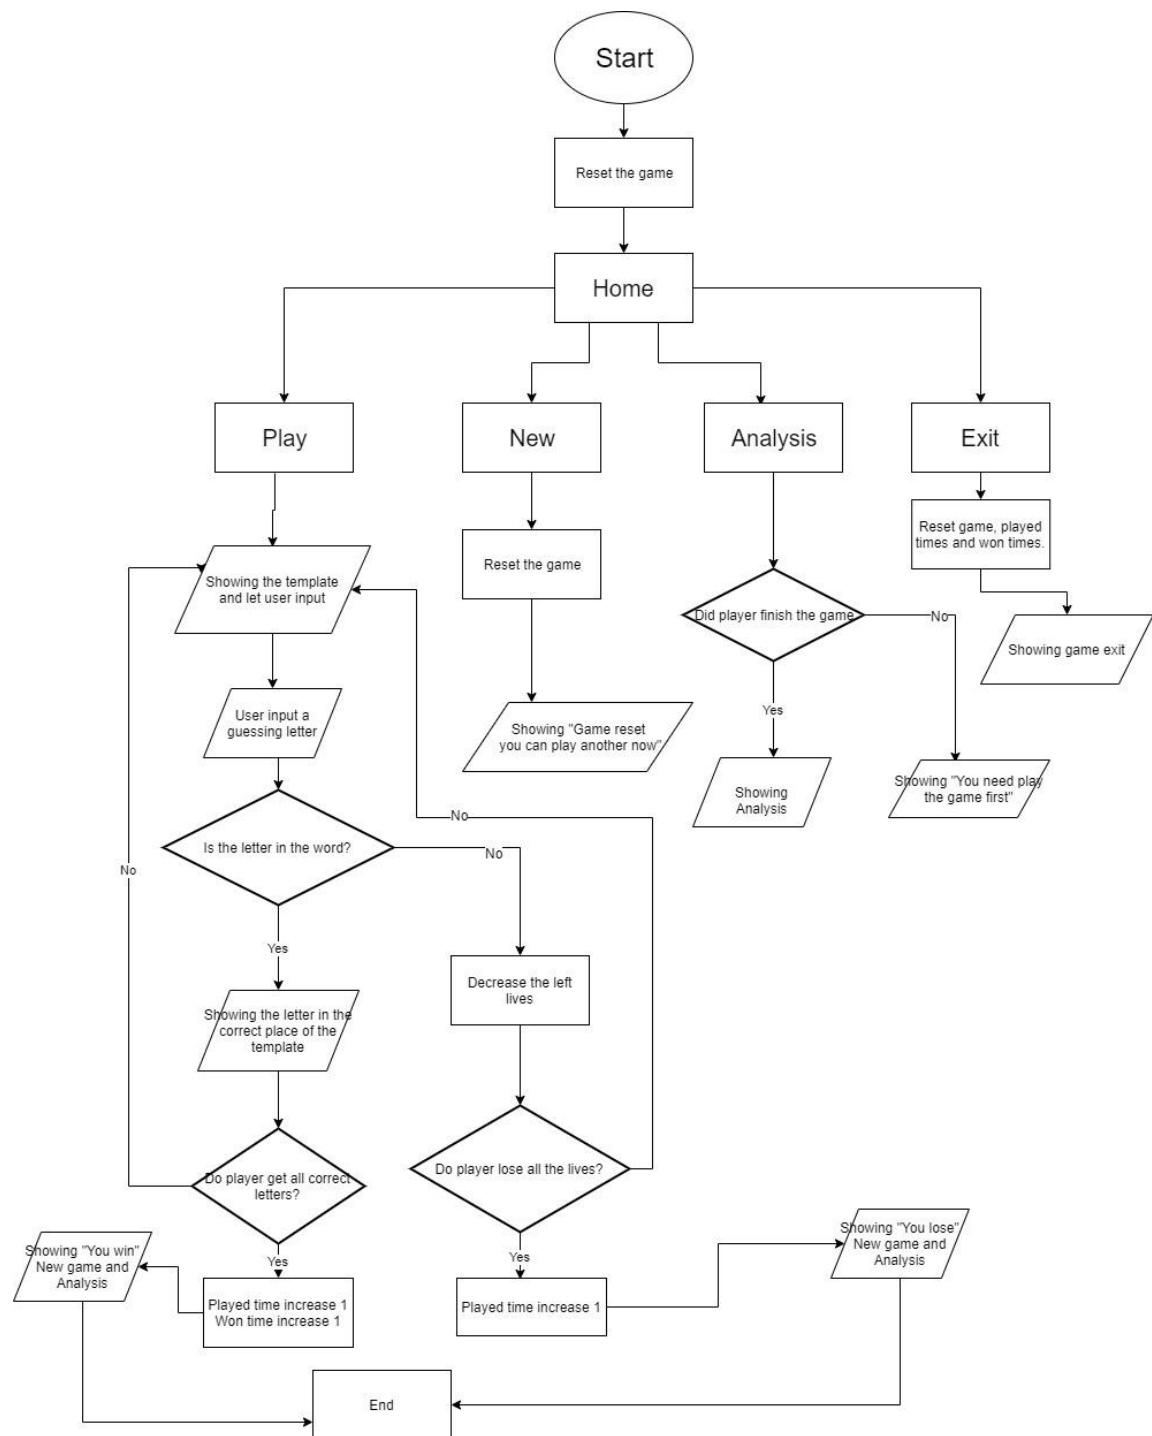 Start
Reset the game
Home
Play
New
Analysis
Exit
Reset game, played
times and won times.
Reset the game
Showing the template
and let user input
Did player finish the game
No
Showing game exit
User input a
guessing letter
Yes
Showing "Game reset
you can play another now"
Showing
Analysis
Showing "You need play
the game first"
No
Is the letter in the word?
No
No
Yes
Decrease the left
lives
Showing the letter in the
correct place of the
template
Do player get all correct
letters?
Do player lose all the lives?
Showing "You win"
New game and
Analysis
Yes
Yes
Showing "You lose"
New game and
Analysis
Played time increase 1
Won time increase 1
Played time increase 1
End